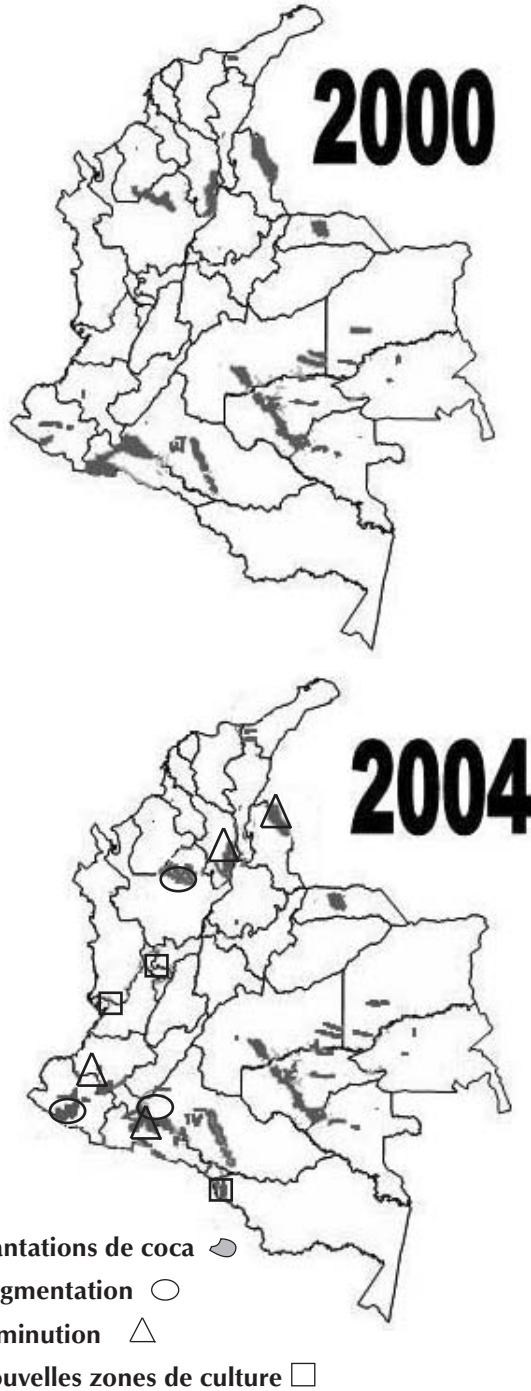 2000
2004
antations de coca
gmentation
minution
ouvelles zones de culture